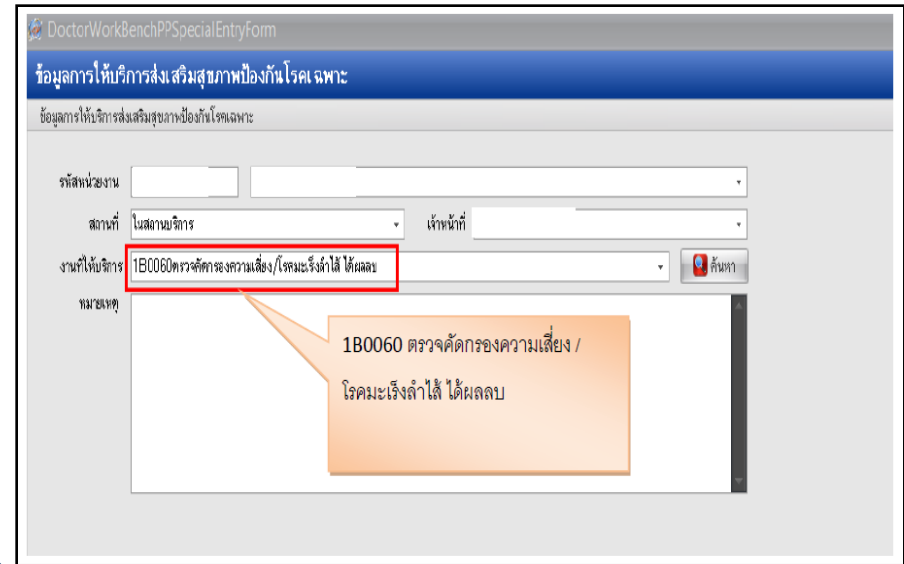 DoctorWorkBenchPPSpecialEntryForm
ข้อมูลการให้บริการส่งเสริมสุขภาพป้องกันโรคเฉพาะ
ข้อมูลการให้บริการส่งเสริมสุขภาพป้องกันโรคเฉพาะ
รหัสหน่วยงาน
สถานที่ ในสถานบริการ เจ้าหน้าที่
งานที่ให้บริการ 1B0060ตรวจคัดกรองความเสี่ยง/โรคมะเร็งลำไส้ ได้ผลลบ ค้นหา
หมายเหตุ
1B0060 ตรวจคัดกรองความเสี่ยง /
โรคมะเร็งลำไส้ ได้ผลลบ